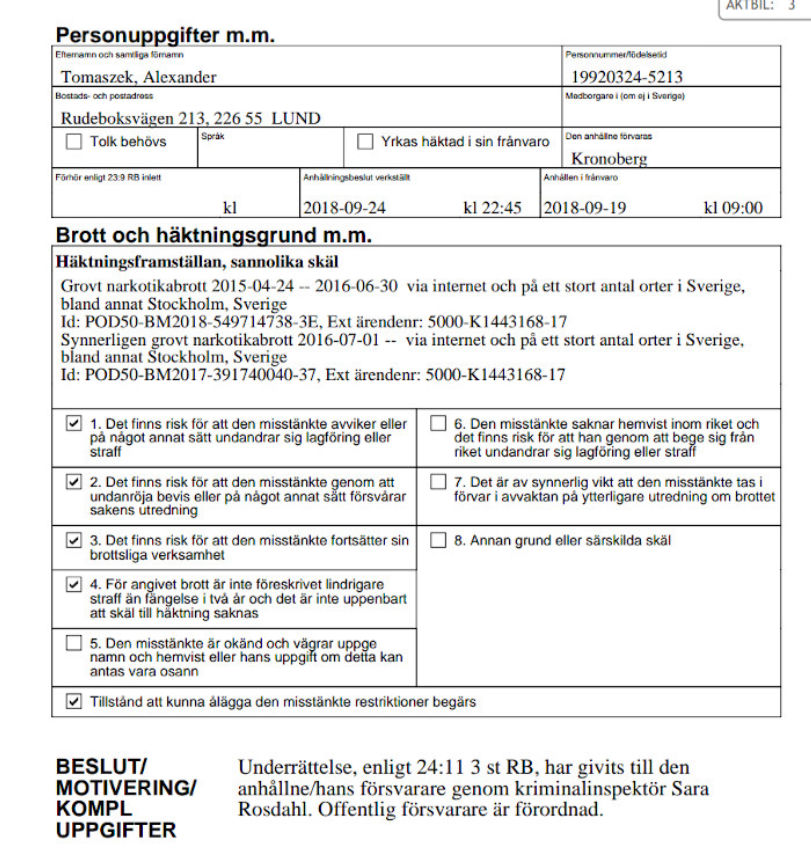 AKTBIL: 3
Personuppgifter m.m.
Efternamn och samtliga förnamn
Personnummer/födelsetid
Tomaszek, Alexander
19920324-5213
Bostads- och postadress
Medborgare i (om ej i Sverige)
Rudeboksvägen 213, 226 55 LUND
Tolk behövs
Språk
Yrkas häktad i sin frånvaro
Den anhållne förvaras
Kronoberg
Förhör enligt 23:9 RB inlett
Anhållningsbeslut verkställt
Anhållen i frånvaro
kl
2018-09-24 kl 22:45
2018-09-19 kl 09:00
Brott och häktningsgrund m.m.
Häktningsframställan, sannolika skäl
Grovt narkotikabrott 2015-04-24 -- 2016-06-30 via internet och på ett stort antal orter i Sverige,
bland annat Stockholm, Sverige
Id: POD50-BM2018-549714738-3E, Ext ärendenr: 5000-K1443168-17
Synnerligen grovt narkotikabrott 2016-07-01 -- via internet och på ett stort antal orter i Sverige,
bland annat Stockholm, Sverige
Id: POD50-BM2017-391740040-37, Ext ärendenr: 5000-K1443168-17
1. Det finns risk för att den misstänkte avviker eller
på något annat sätt undandrar sig lagföring eller
straff
2. Det finns risk för att den misstänkte genom att
undanröja bevis eller på något annat sätt försvårar
sakens utredning
3. Det finns risk för att den misstänkte fortsätter sin
brottsliga verksamhet
4. För angivet brott är inte föreskrivet lindrigare
straff än fängelse i två år och det är inte uppenbart
att skäl till häktning saknas
5. Den misstänkte är okänd och vägrar uppge
namn och hemvist eller hans uppgift om detta kan
antas vara osann
6. Den misstänkte saknar hemvist inom riket och
det finns risk för att han genom att bege sig från
riket undandrar sig lagföring eller straff
7. Det är av synnerlig vikt att den misstänkte tas i
förvar i avvaktan på ytterligare utredning om brottet
8. Annan grund eller särskilda skäl
Tillstånd att kunna ålägga den misstänkte restriktioner begärs
BESLUT/
MOTIVERING/
KOMPL
UPPGIFTER
Underrättelse, enligt 24:11 3 st RB, har givits till den
anhållne/hans försvarare genom kriminalinspektör Sara
Rosdahl. Offentlig försvarare är förordnad.